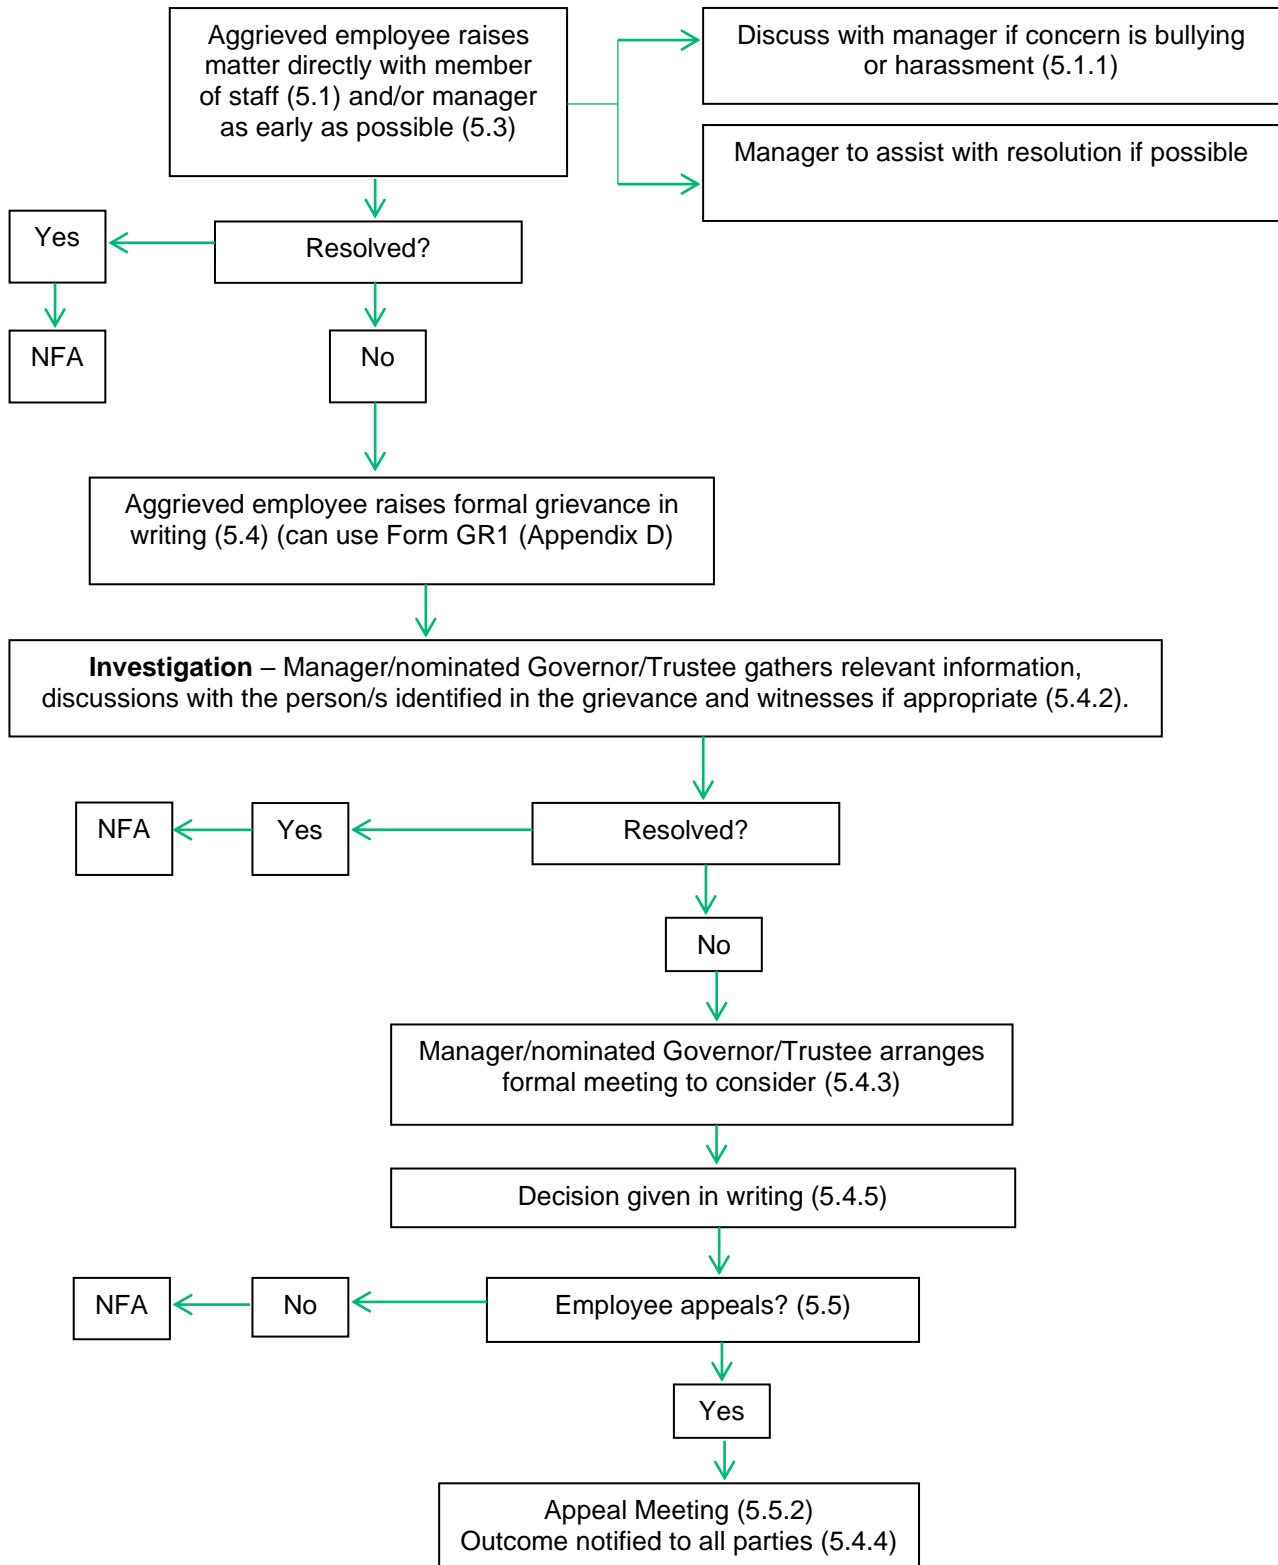 Aggrieved employee raises
matter directly with member
of staff (5.1) and/or manager
as early as possible (5.3)
Discuss with manager if concern is bullying
or harassment (5.1.1)
Manager to assist with resolution if possible
Resolved?
Yes
NFA
No
Aggrieved employee raises formal grievance in
writing (5.4) (can use Form GR1 (Appendix D)
Investigation – Manager/nominated Governor/Trustee gathers relevant information,
discussions with the person/s identified in the grievance and witnesses if appropriate (5.4.2).
Resolved?
Yes
NFA
No
Manager/nominated Governor/Trustee arranges
formal meeting to consider (5.4.3)
Decision given in writing (5.4.5)
Employee appeals? (5.5)
No
NFA
Yes
Appeal Meeting (5.5.2)
Outcome notified to all parties (5.4.4)